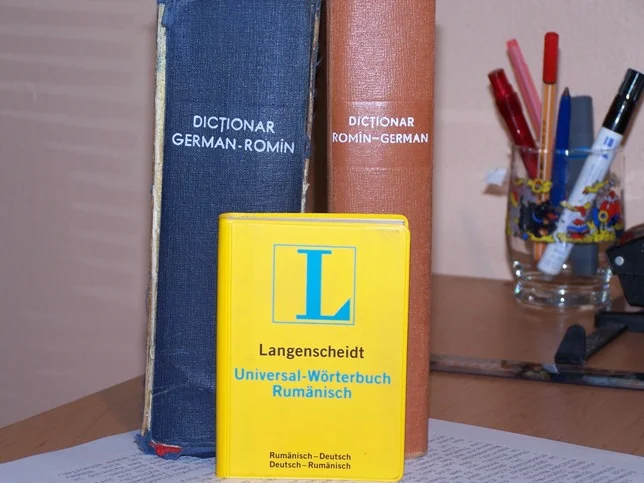 DICȚIONAR
GERMAN-ROMÎN
DICȚIONAR
ROMÎN-GERMAN
L
Langenscheidt
Universal-Wörterbuch
Rumänisch
Rumänisch – Deutsch
Deutsch – Rumänisch